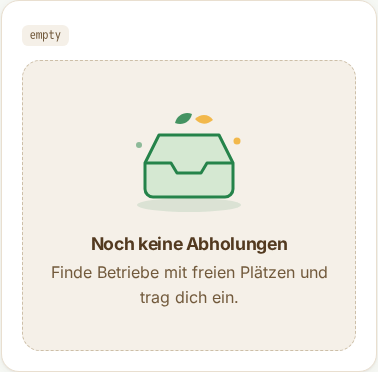 empty
Noch keine Abholungen
Finde Betriebe mit freien Plätzen und
trag dich ein.